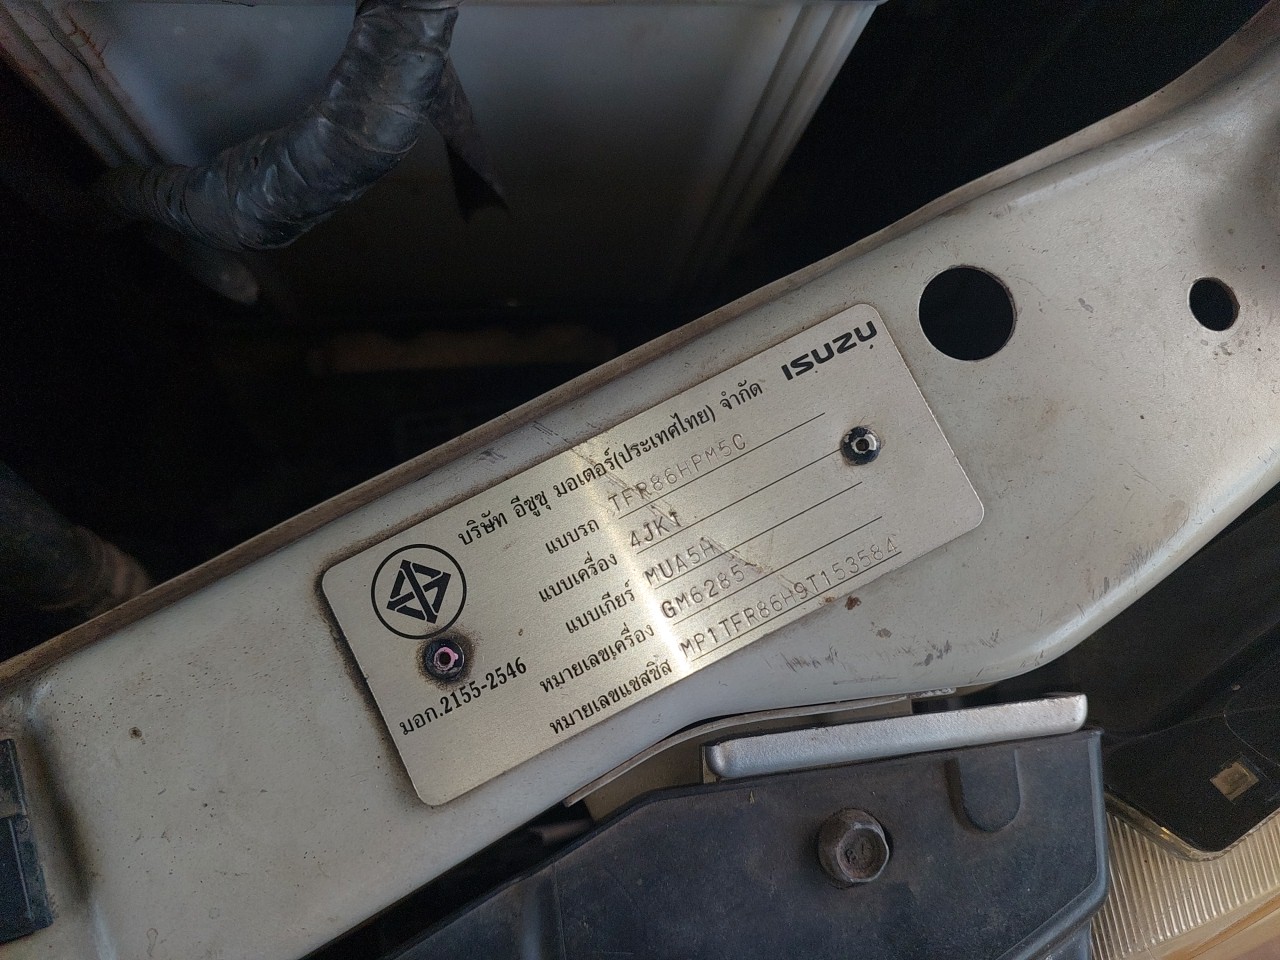 ISUZU
บริษัท อีซูซุ มอเตอร์(ประเทศไทย) จำกัด
แบบรถ TFR86HPM5C
แบบเครื่อง 4JK1
แบบเกียร์ MUA5H
หมายเลขเครื่อง GM6285
หมายเลขแชสซิส MP1TFR86H9T153584
มอก.2155-2546